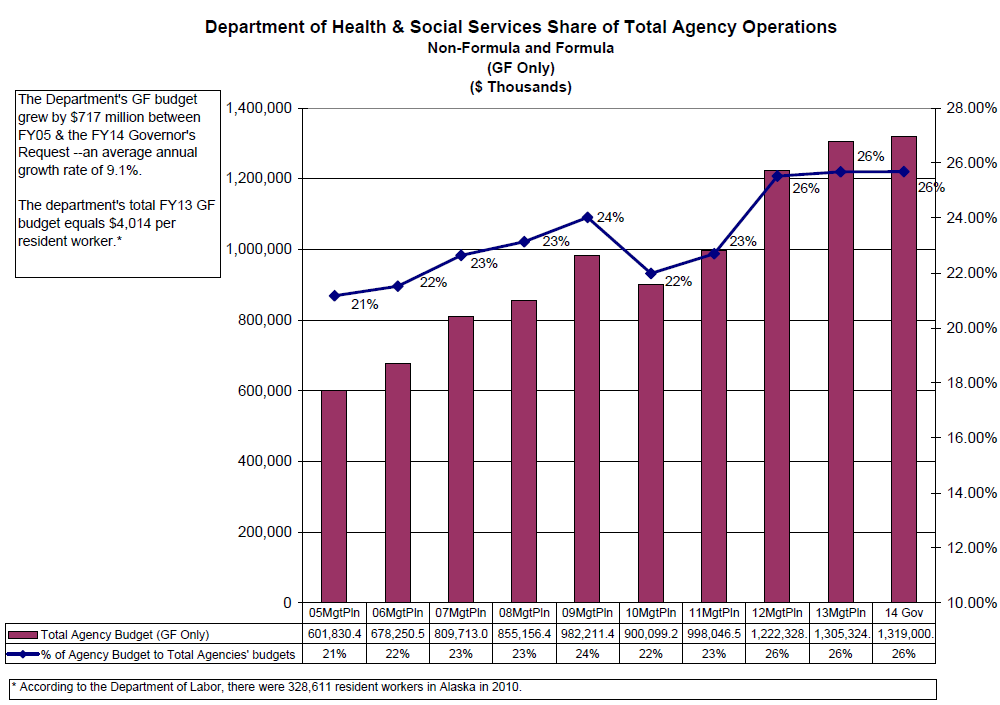 Department of Health & Social Services Share of Total Agency Operations
Non-Formula and Formula
(GF Only)
($ Thousands)
The Department's GF budget
grew by $717 million between
FY05 & the FY14 Governor's
Request --an average annual
growth rate of 9.1%.
The department's total FY13 GF
budget equals $4,014 per
resident worker.*
1,400,000
1,200,000
1,000,000
800,000
600,000
400,000
200,000
0
28.00%
26.00%
24.00%
22.00%
20.00%
18.00%
16.00%
14.00%
12.00%
10.00%
21%
22%
23%
23%
24%
22%
23%
26%
26%
26%
05MgtPln 06MgtPln 07MgtPln 08MgtPln 09MgtPln 10MgtPln 11MgtPln 12MgtPln 13MgtPln 14 Gov
Total Agency Budget (GF Only) 601,830.4 678,250.5 809,713.0 855,156.4 982,211.4 900,099.2 998,046.5 1,222,328. 1,305,324. 1,319,000.
% of Agency Budget to Total Agencies' budgets 21% 22% 23% 23% 24% 22% 23% 26% 26% 26%
* According to the Department of Labor, there were 328,611 resident workers in Alaska in 2010.